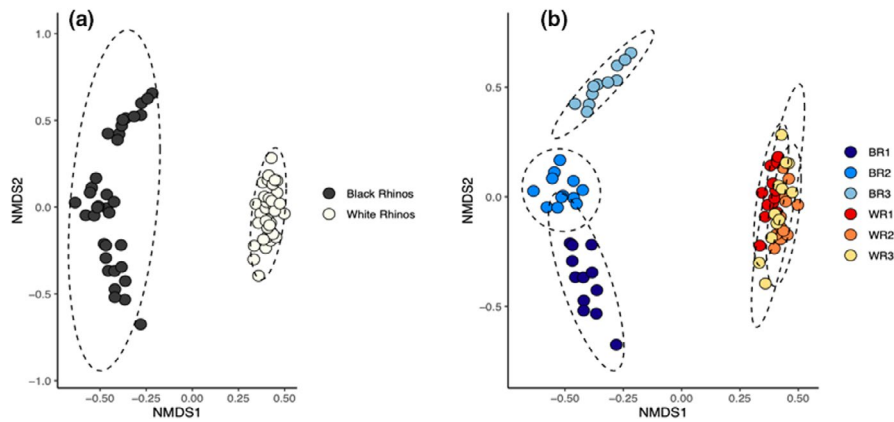 (a)
1.0
0.5
0.0
−0.5
−1.0
NMDS2
−0.50
−0.25
0.00
0.25
0.50
NMDS1
Black Rhinos
White Rhinos
(b)
0.5
0.0
−0.5
NMDS2
−0.50
−0.25
0.00
0.25
0.50
NMDS1
BR1
BR2
BR3
WR1
WR2
WR3